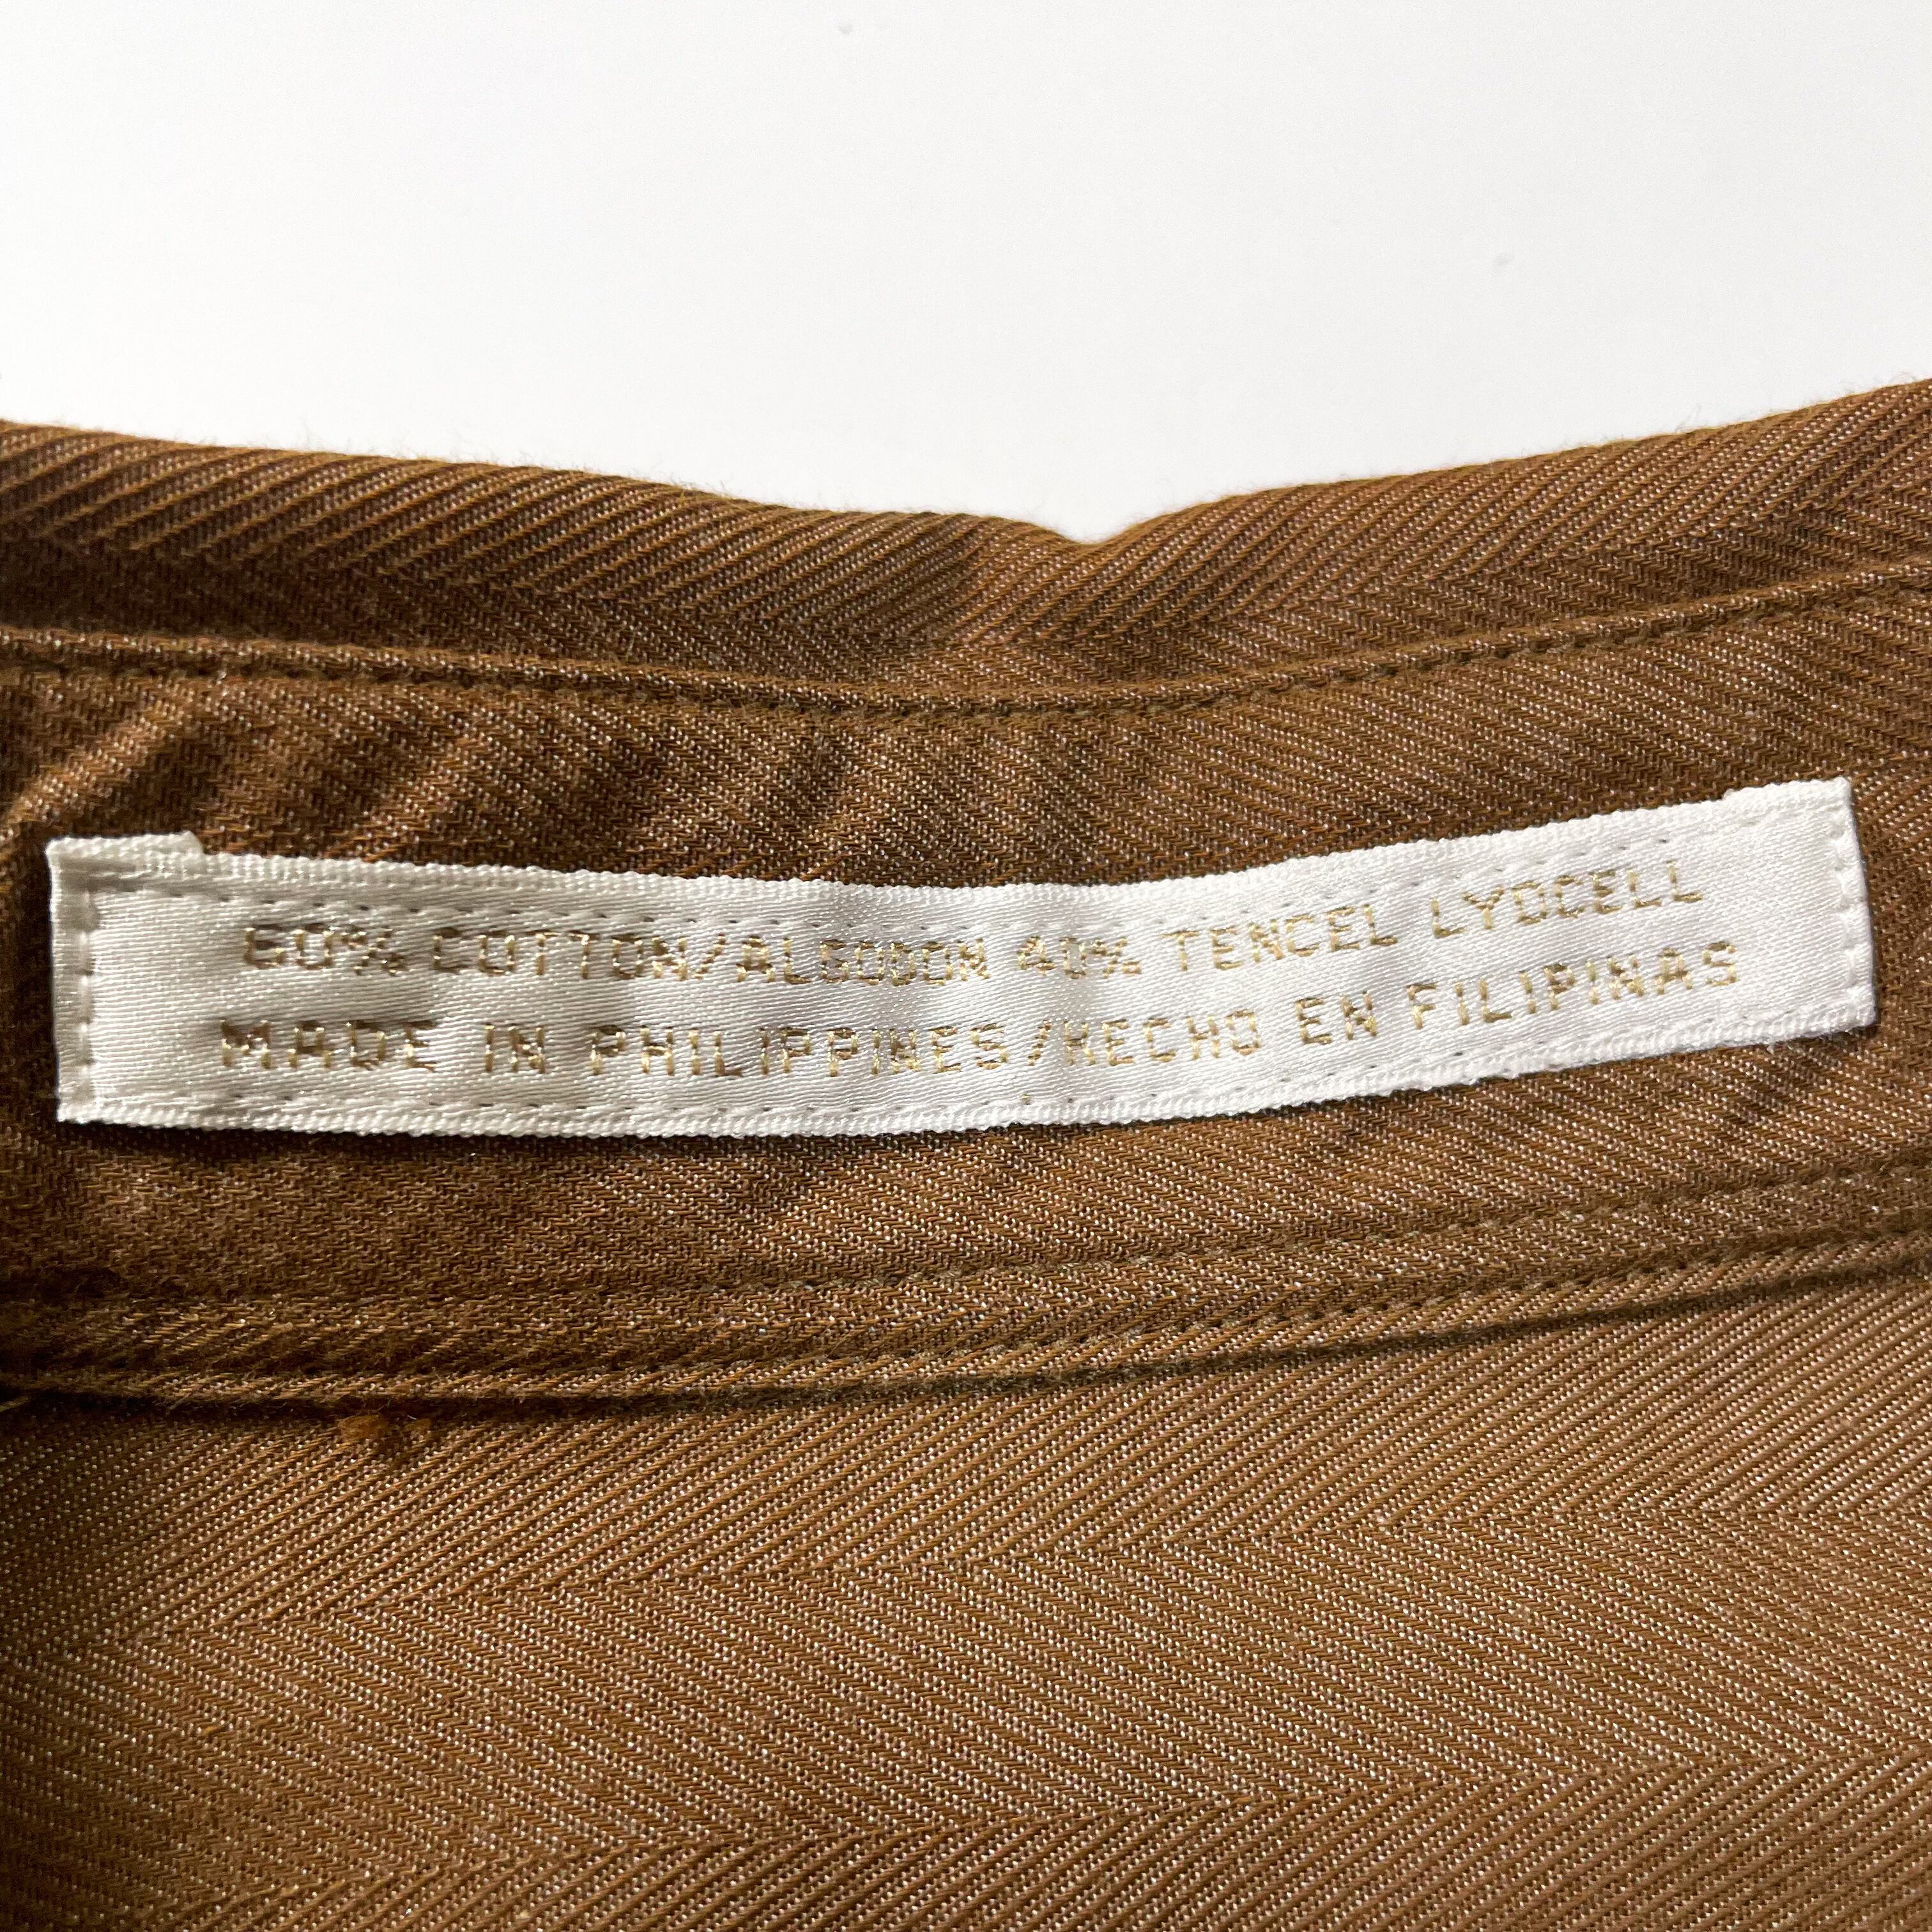 60% COTTON/ALGODON 40% TENCEL LYOCELL
MADE IN PHILIPPINES/HECHO EN FILIPINAS